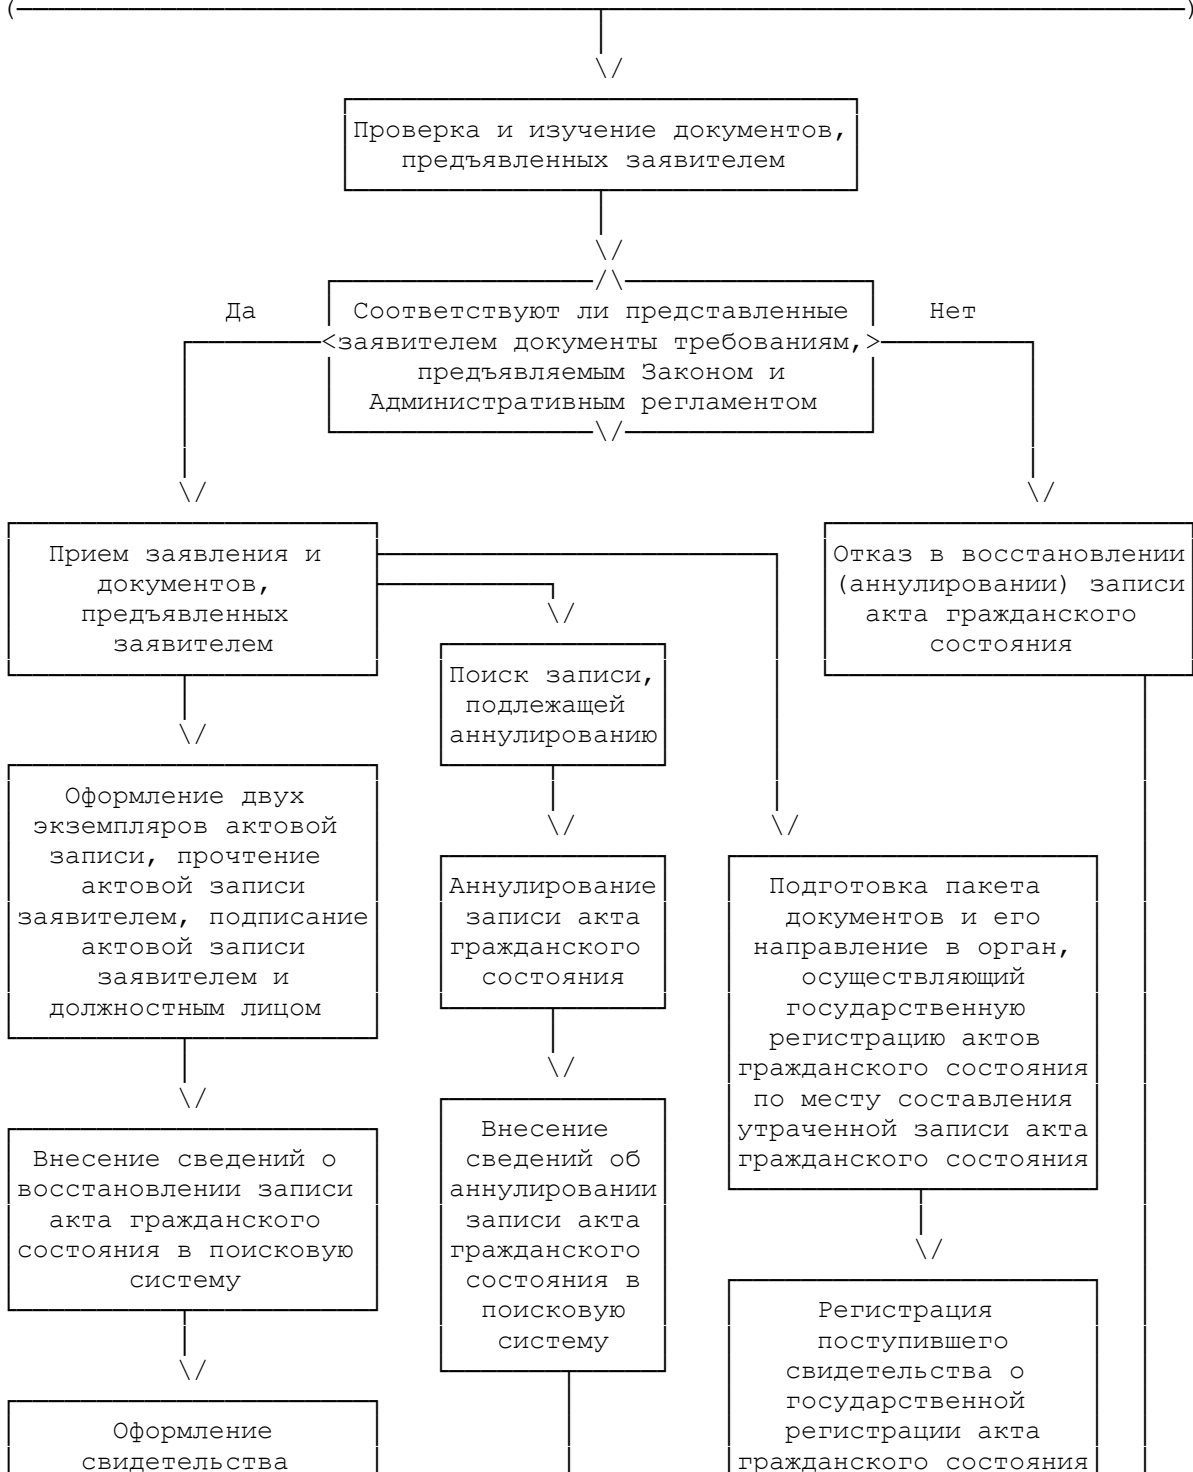 Проверка и изучение документов,
предъявленных заявителем
Да
Соответствуют ли представленные
заявителем документы требованиям,
предъявляемым Законом и
Административным регламентом
Нет
Прием заявления и
документов,
предъявленных
заявителем
Отказ в восстановлении
(аннулировании) записи
акта гражданского
состояния
Поиск записи,
подлежащей
аннулированию
Оформление двух
экземпляров актовой
записи, прочтение
актовой записи
заявителем, подписание
актовой записи
заявителем и
должностным лицом
Аннулирование
записи акта
гражданского
состояния
Подготовка пакета
документов и его
направление в орган,
осуществляющий
государственную
регистрацию актов
гражданского состояния
по месту составления
утраченной записи акта
гражданского состояния
Внесение сведений о
восстановлении записи
акта гражданского
состояния в поисковую
систему
Внесение
сведений об
аннулировании
записи акта
гражданского
состояния в
поисковую
систему
Регистрация
поступившего
свидетельства о
государственной
регистрации акта
гражданского состояния
Оформление
свидетельства